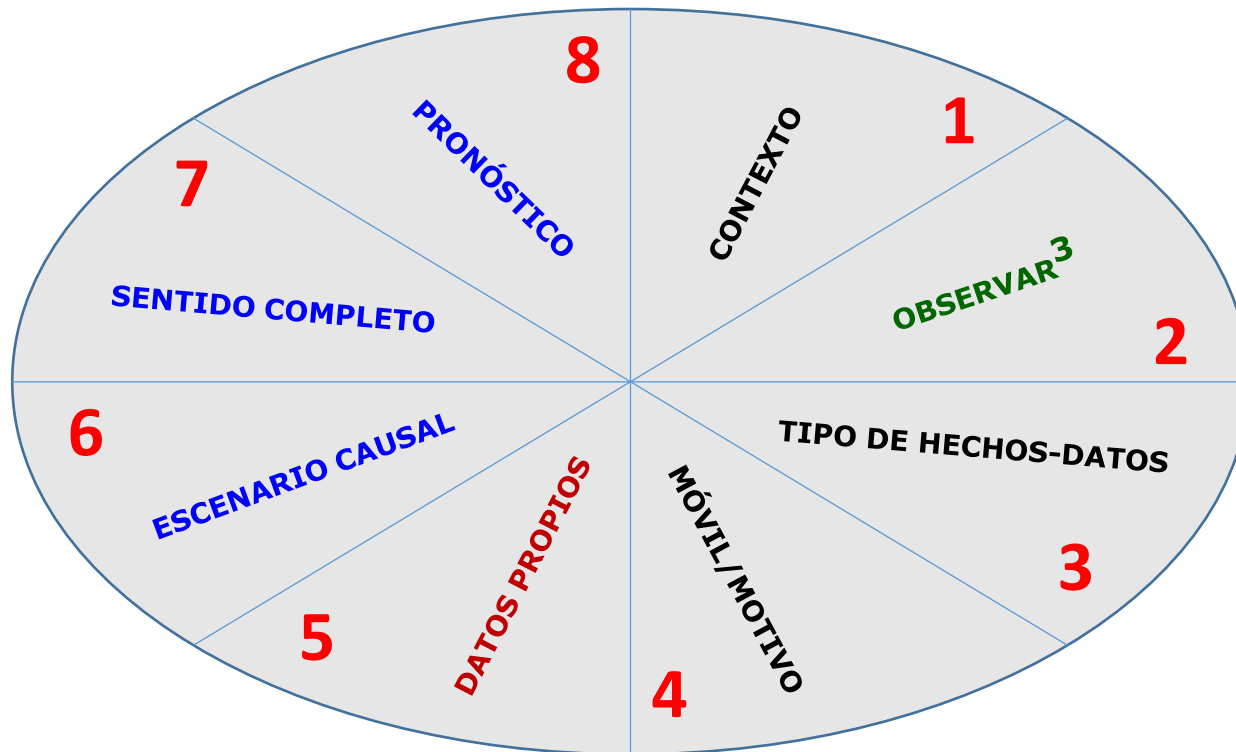 1
CONTEXTO
2
OBSERVAR³
3
TIPO DE HECHOS-DATOS
4
MÓVIL/MOTIVO
5
DATOS PROPIOS
6
ESCENARIO CAUSAL
7
SENTIDO COMPLETO
8
PRONÓSTICO